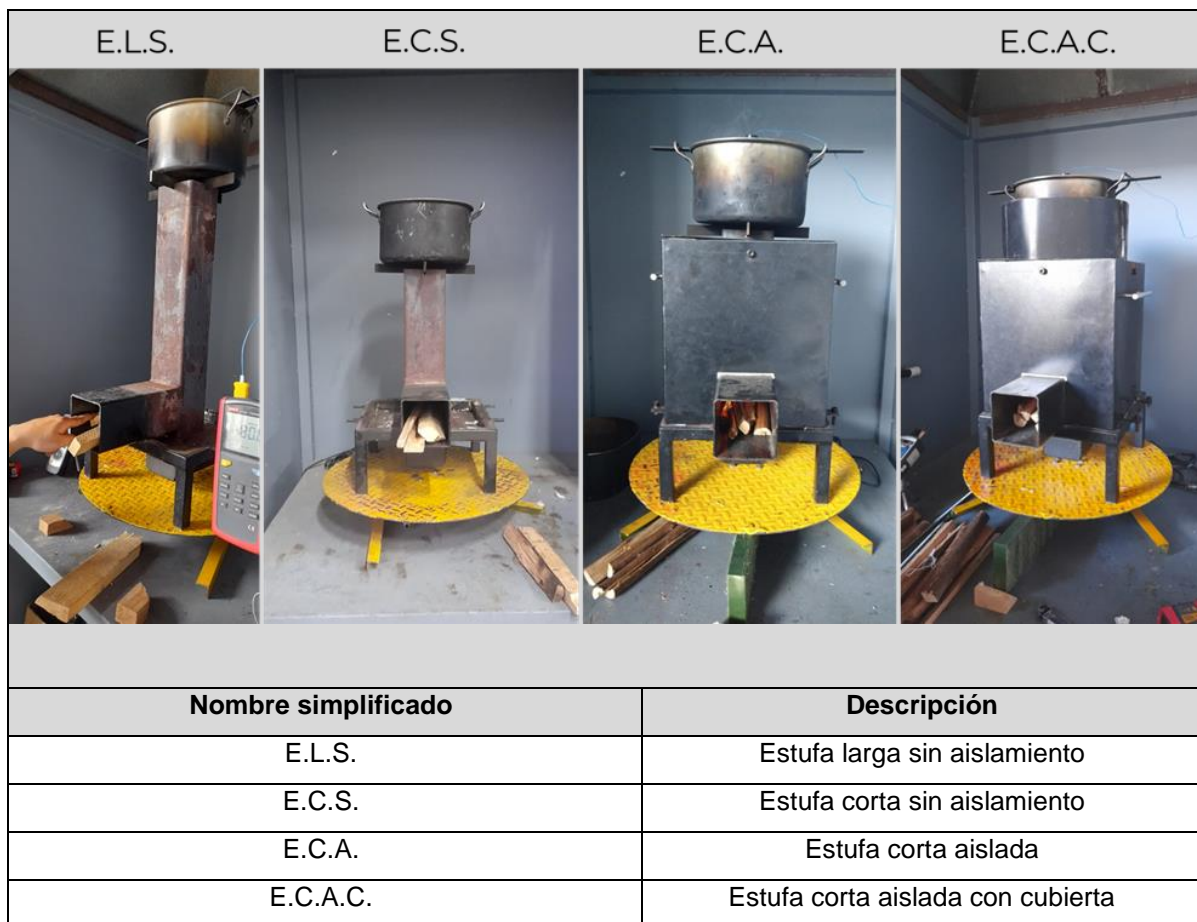 E.L.S. E.C.S. E.C.A. E.C.A.C.
Nombre simplificado Descripción
E.L.S. Estufa larga sin aislamiento
E.C.S. Estufa corta sin aislamiento
E.C.A. Estufa corta aislada
E.C.A.C. Estufa corta aislada con cubierta